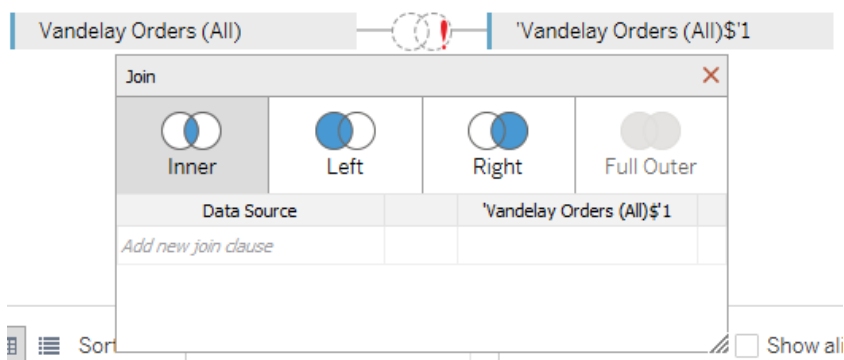 Vandelay Orders (All)
'Vandelay Orders (All)$'1
Join
Inner
Left
Right
Full Outer
Data Source
'Vandelay Orders (All)$'1
Add new join clause
Sort
Show ali